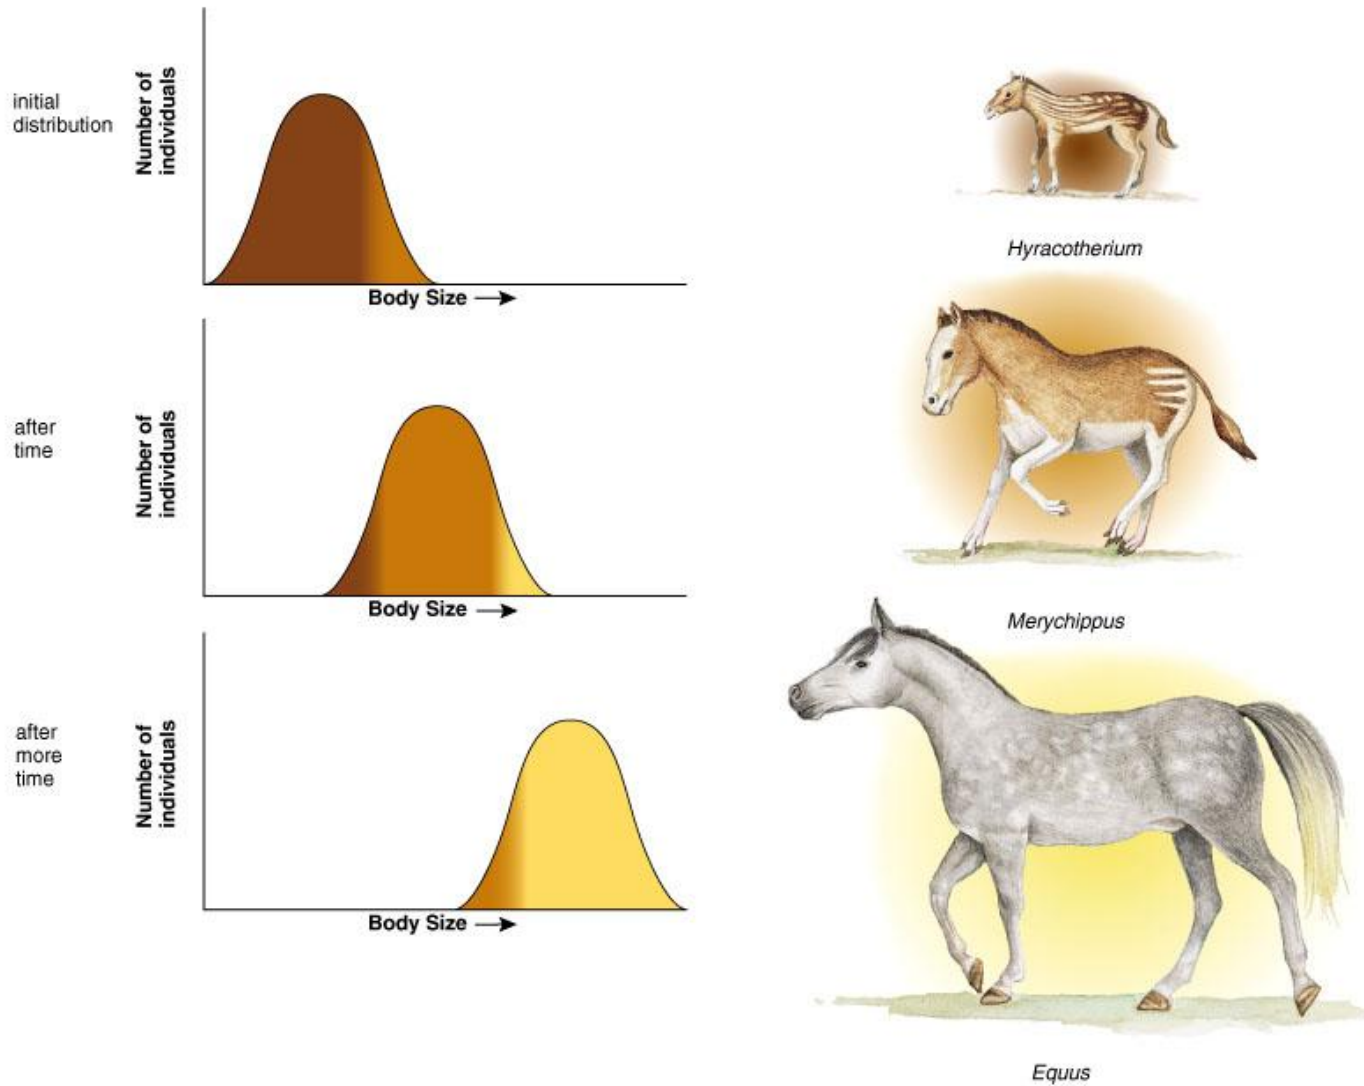 initial
distribution
Number of
individuals
Body Size →
Hyracotherium
after
time
Number of
individuals
Body Size →
Merychippus
after
more
time
Number of
individuals
Body Size →
Equus